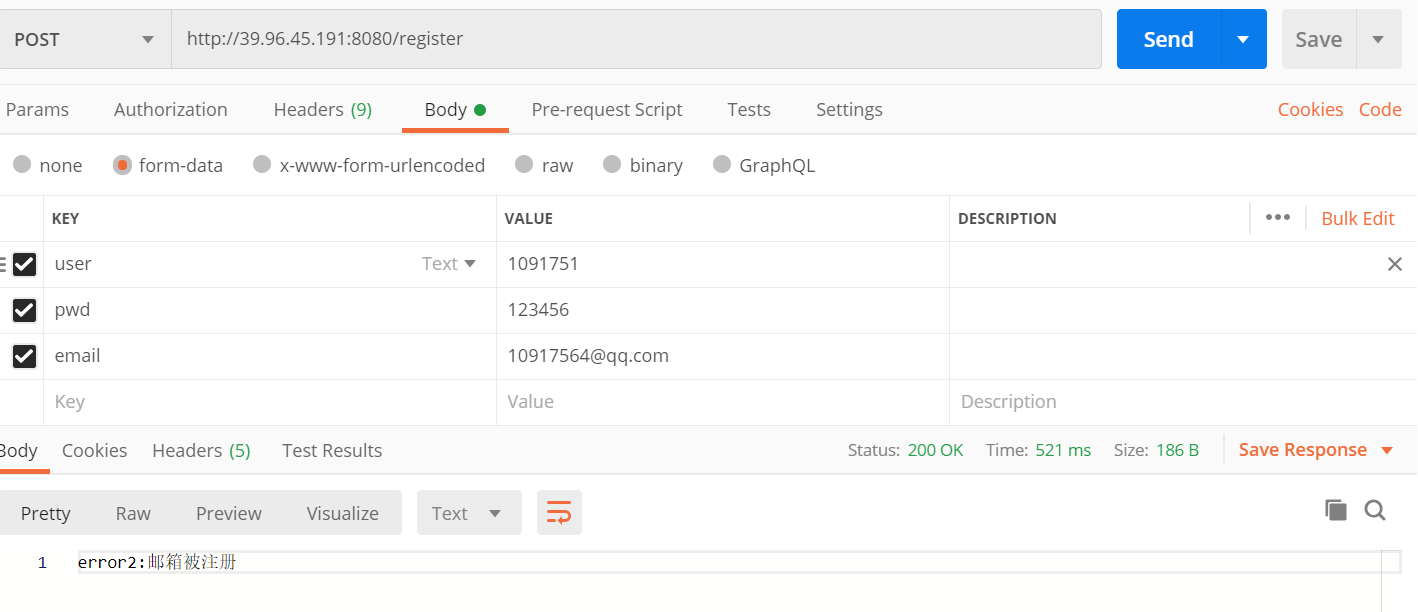 POST http://39.96.45.191:8080/register Send Save
Params Authorization Headers (9) Body Pre-request Script Tests Settings Cookies Code
none form-data x-www-form-urlencoded raw binary GraphQL
KEY VALUE DESCRIPTION ••• Bulk Edit
user Text 1091751
pwd 123456
email 10917564@qq.com
Key Value Description
Body Cookies Headers (5) Test Results Status: 200 OK Time: 521 ms Size: 186 B Save Response
Pretty Raw Preview Visualize Text
1 error2:邮箱被注册